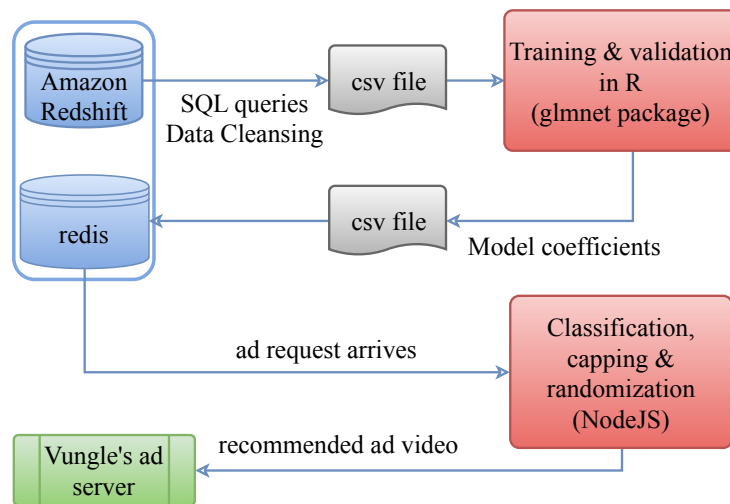 Amazon
Redshift
SQL queries
Data Cleansing
csv file
Training & validation
in R
(glmnet package)
redis
csv file
Model coefficients
ad request arrives
Classification,
capping &
randomization
(NodeJS)
Vungle's ad
server
recommended ad video